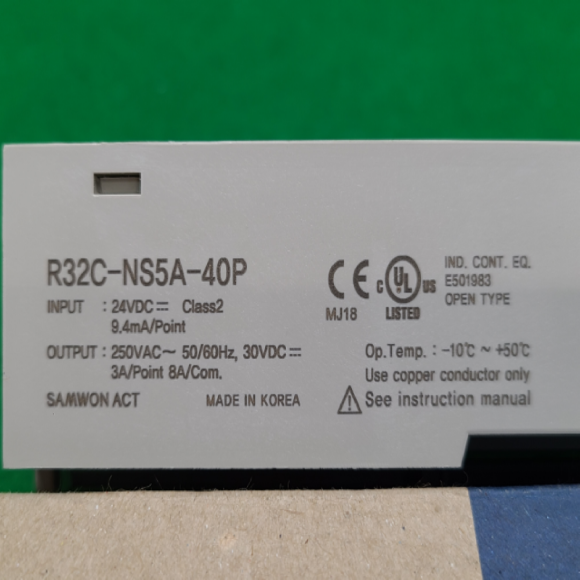 R32C-NS5A-40P
INPUT : 24VDC⎓ Class2
9.4mA/Point
OUTPUT : 250VAC~ 50/60Hz, 30VDC⎓
3A/Point 8A/Com.
SAMWON ACT MADE IN KOREA
CE
MJ18
C UL US
LISTED
IND. CONT. EQ.
E501983
OPEN TYPE
Op.Temp. : -10℃ ~ +50℃
Use copper conductor only
See instruction manual